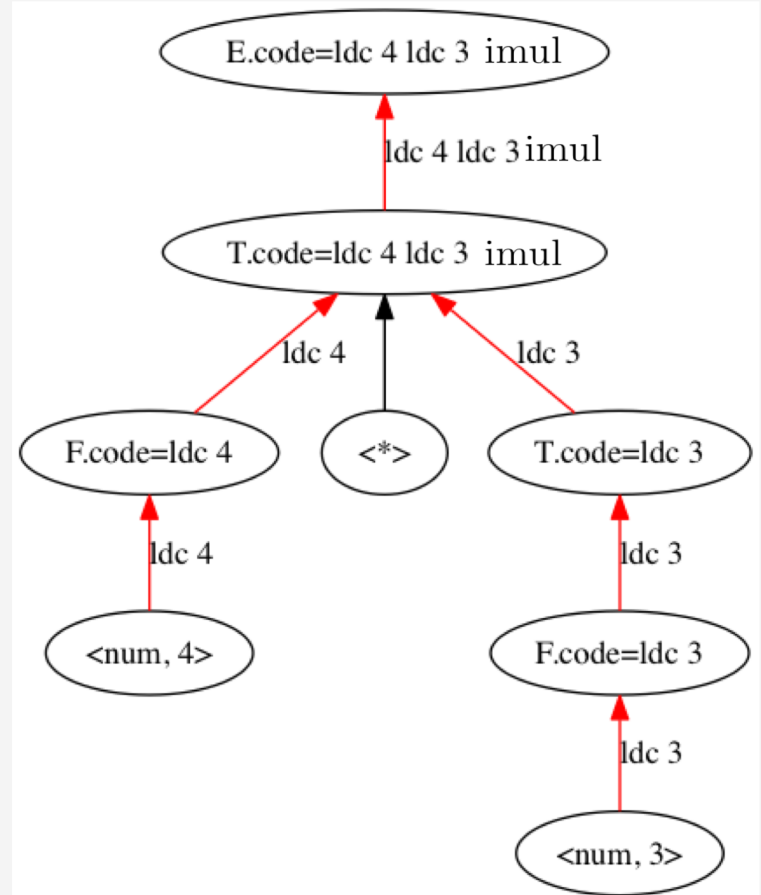 E.code=ldc 4 ldc 3 imul
ldc 4 ldc 3 imul
T.code=ldc 4 ldc 3 imul
ldc 4
ldc 3
F.code=ldc 4
<*>
T.code=ldc 3
ldc 4
ldc 3
<num, 4>
F.code=ldc 3
ldc 3
<num, 3>